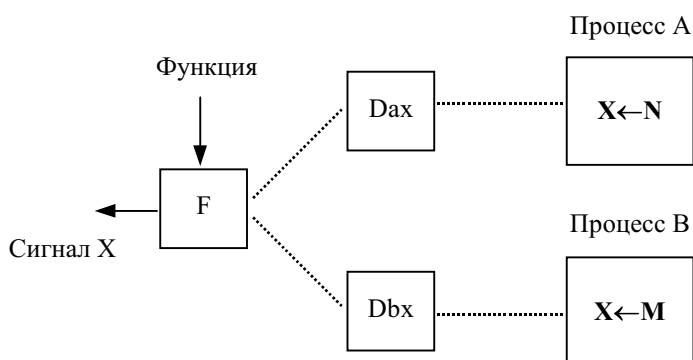 Процесс A
Функция
Dax
X←N
F
Сигнал X
Процесс B
Dbx
X←M